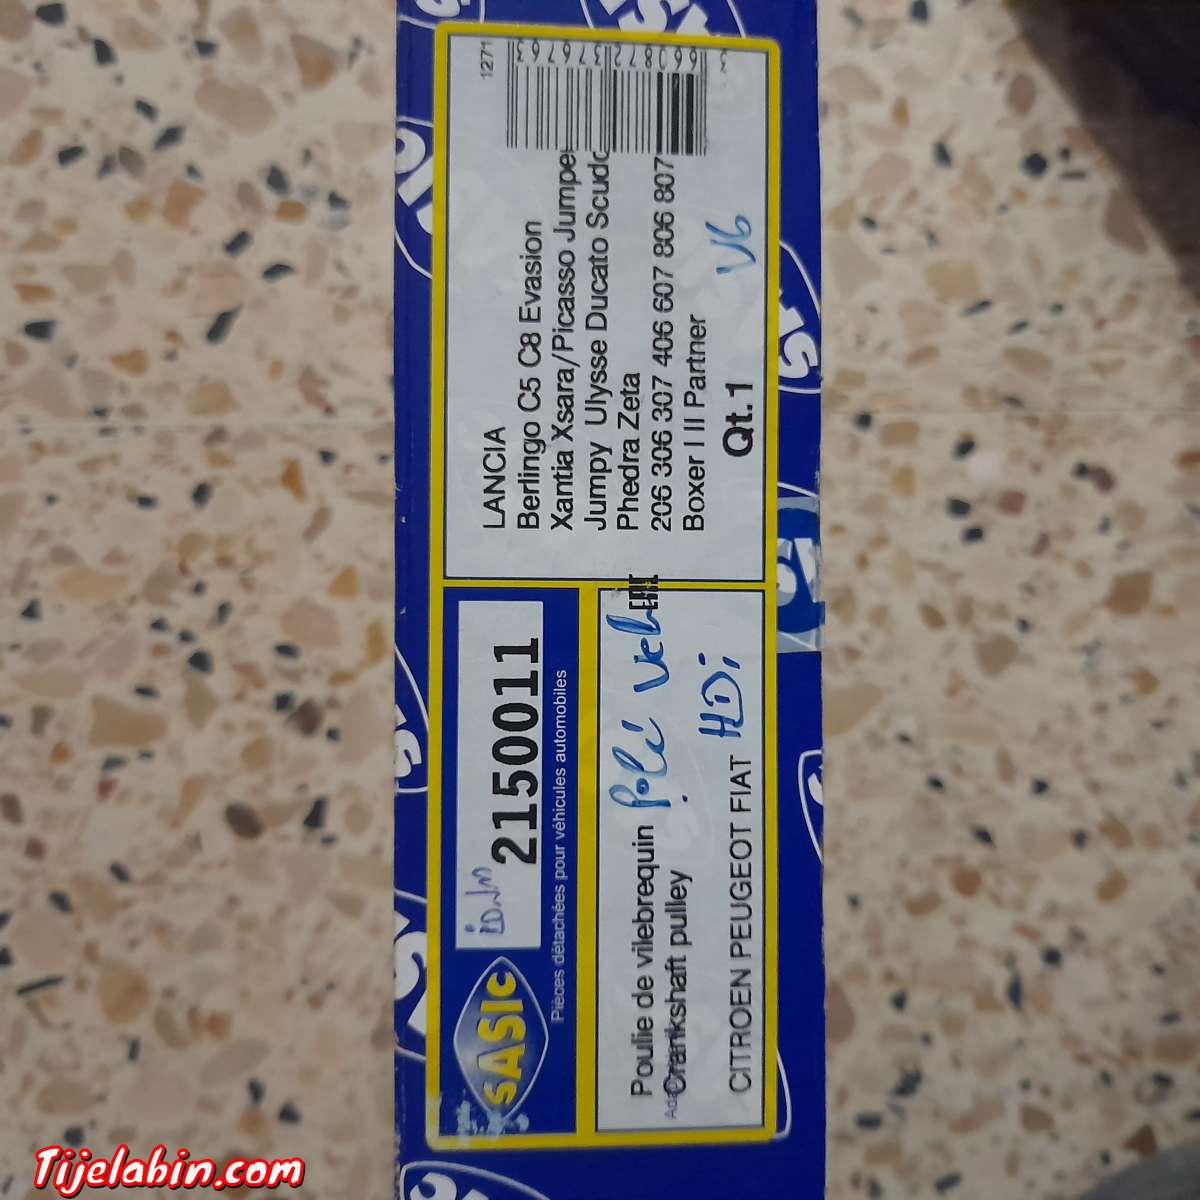 SASIC
2150011
Pièces détachées pour véhicules automobiles
Poulie de vilebrequin
Crankshaft pulley
CITROEN PEUGEOT FIAT
HDi
LANCIA
Berlingo C5 C8 Evasion
Xantia Xsara/Picasso Jumpe
Jumpy Ulysse Ducato Scudo
Phedra Zeta
206 306 307 406 607 806 807
Boxer I II Partner
Qt.1
V6
1271
EAC
Tijelabin.com